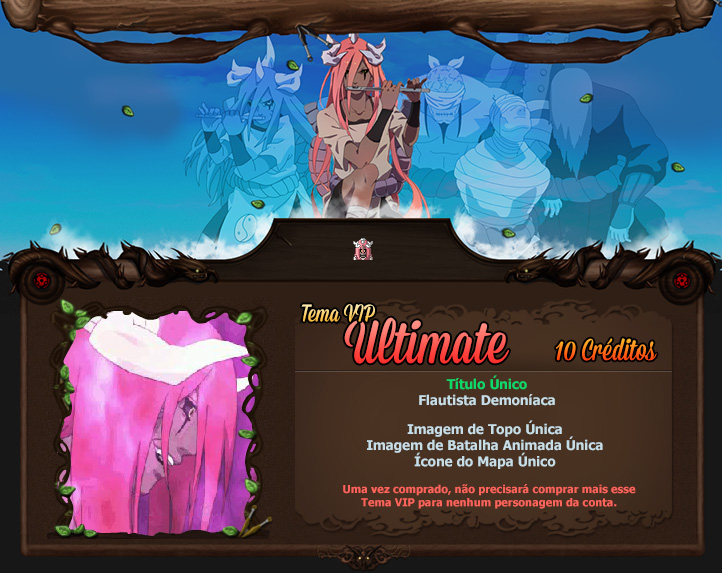 Tema VIP
Ultimate
10 Créditos
Título Único
Flautista Demoníaca
Imagem de Topo Única
Imagem de Batalha Animada Única
Ícone do Mapa Único
Uma vez comprado, não precisará comprar mais esse
Tema VIP para nenhum personagem da conta.